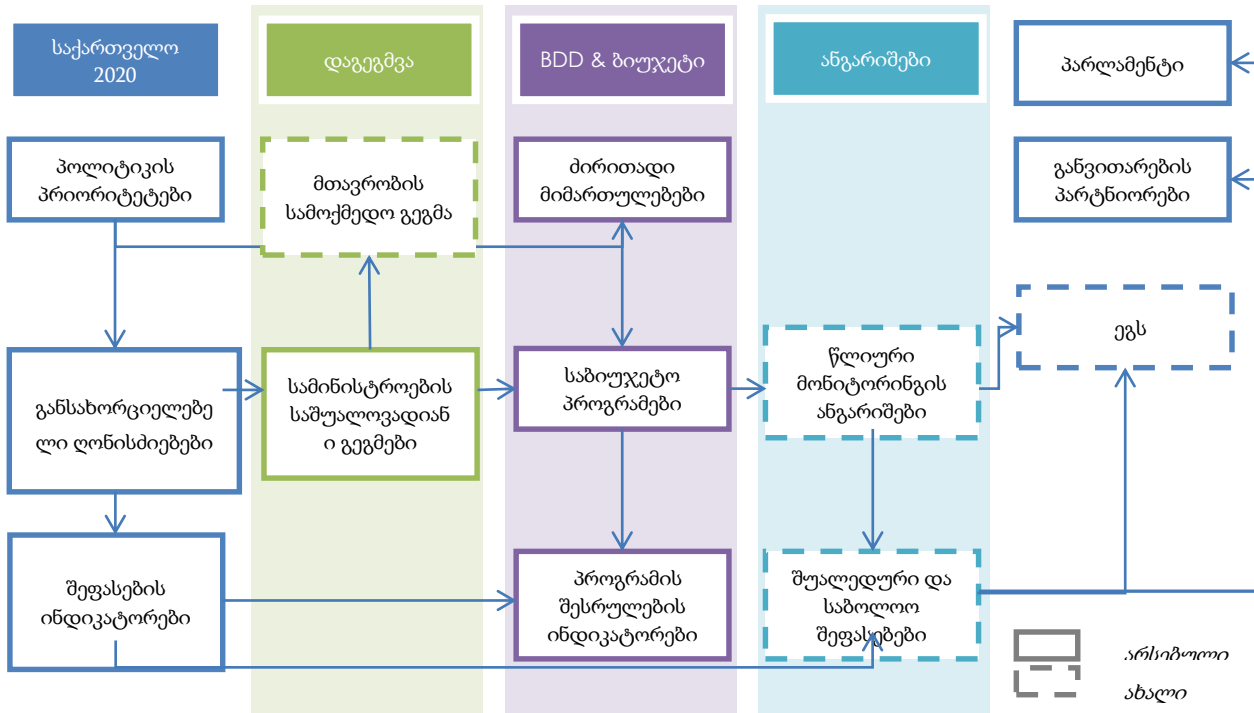 საქართველო
2020
დაგეგმვა
BDD & ბიუჯეტი
ანგარიშები
პარლამენტი
პოლიტიკის
პრიორიტეტები
მთავრობის
სამოქმედო გეგმა
ძირითადი
მიმართულებები
განვითარების
პარტნიორები
ეგს
განსახორციელებე
ლი ღონისძიებები
სამინისტროების
საშუალოვადიან
ი გეგმები
საბიუჯეტო
პროგრამები
წლიური
მონიტორინგის
ანგარიშები
შეფასების
ინდიკატორები
პროგრამის
შესრულების
ინდიკატორები
შუალედური და
საბოლოო
შეფასებები
არსებული
ახალი